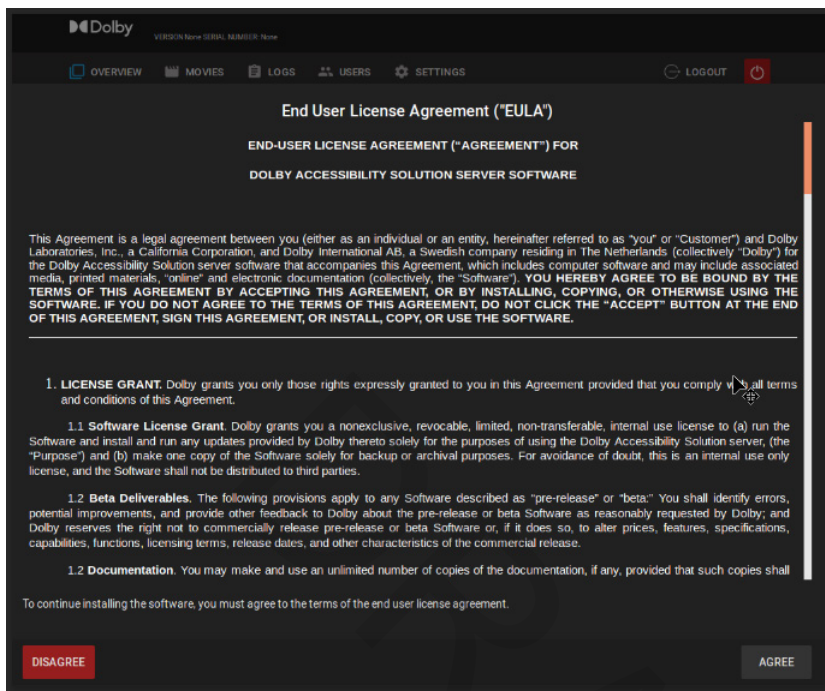 Dolby
VERSION None SERIAL NUMBER: None
OVERVIEW MOVIES LOGS USERS SETTINGS LOGOUT
End User License Agreement ("EULA")
END-USER LICENSE AGREEMENT (“AGREEMENT”) FOR
DOLBY ACCESSIBILITY SOLUTION SERVER SOFTWARE
This Agreement is a legal agreement between you (either as an individual or an entity, hereinafter referred to as “you” or “Customer”) and Dolby
Laboratories, Inc., a California Corporation, and Dolby International AB, a Swedish company residing in The Netherlands (collectively “Dolby”) for
the Dolby Accessibility Solution server software that accompanies this Agreement, which includes computer software and may include associated
media, printed materials, “online” and electronic documentation (collectively, the “Software”). YOU HEREBY AGREE TO BE BOUND BY THE
TERMS OF THIS AGREEMENT BY ACCEPTING THIS AGREEMENT, OR BY INSTALLING, COPYING, OR OTHERWISE USING THE
SOFTWARE. IF YOU DO NOT AGREE TO THE TERMS OF THIS AGREEMENT, DO NOT CLICK THE “ACCEPT” BUTTON AT THE END
OF THIS AGREEMENT, SIGN THIS AGREEMENT, OR INSTALL, COPY, OR USE THE SOFTWARE.
1. LICENSE GRANT. Dolby grants you only those rights expressly granted to you in this Agreement provided that you comply with all terms
and conditions of this Agreement.
1.1 Software License Grant. Dolby grants you a nonexclusive, revocable, limited, non-transferable, internal use license to (a) run the
Software and install and run any updates provided by Dolby thereto solely for the purposes of using the Dolby Accessibility Solution server, (the
“Purpose”) and (b) make one copy of the Software solely for backup or archival purposes. For avoidance of doubt, this is an internal use only
license, and the Software shall not be distributed to third parties.
1.2 Beta Deliverables. The following provisions apply to any Software described as “pre-release” or “beta:” You shall identify errors,
potential improvements, and provide other feedback to Dolby about the pre-release or beta Software as reasonably requested by Dolby; and
Dolby reserves the right not to commercially release pre-release or beta Software or, if it does so, to alter prices, features, specifications,
capabilities, functions, licensing terms, release dates, and other characteristics of the commercial release.
1.2 Documentation. You may make and use an unlimited number of copies of the documentation, if any, provided that such copies shall
To continue installing the software, you must agree to the terms of the end user license agreement.
DISAGREE AGREE